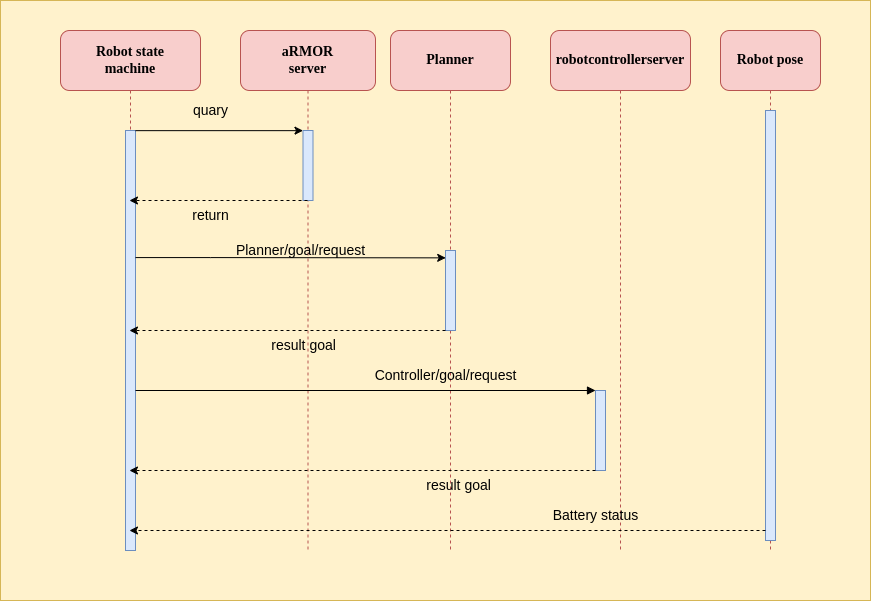 Robot state
machine
aRMOR
server
Planner
robotcontrollerserver
Robot pose
quary
return
Planner/goal/request
result goal
Controller/goal/request
result goal
Battery status